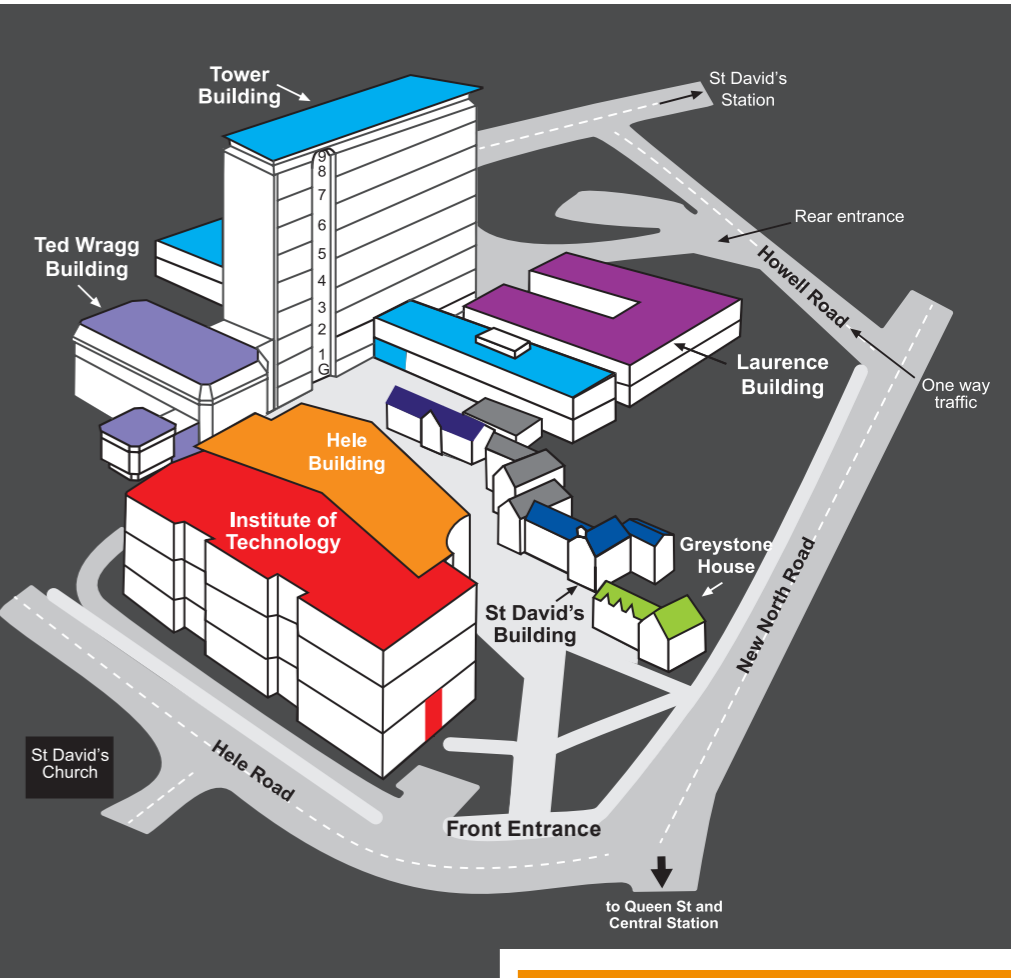 Tower
Building
St David's
Station
9
8
7
6
5
4
3
2
1
G
Rear entrance
Ted Wragg
Building
Howell Road
Laurence
Building
One way
traffic
Hele
Building
Institute of
Technology
Greystone
House
St David's
Building
New North Road
St David's
Church
Hele Road
Front Entrance
to Queen St and
Central Station